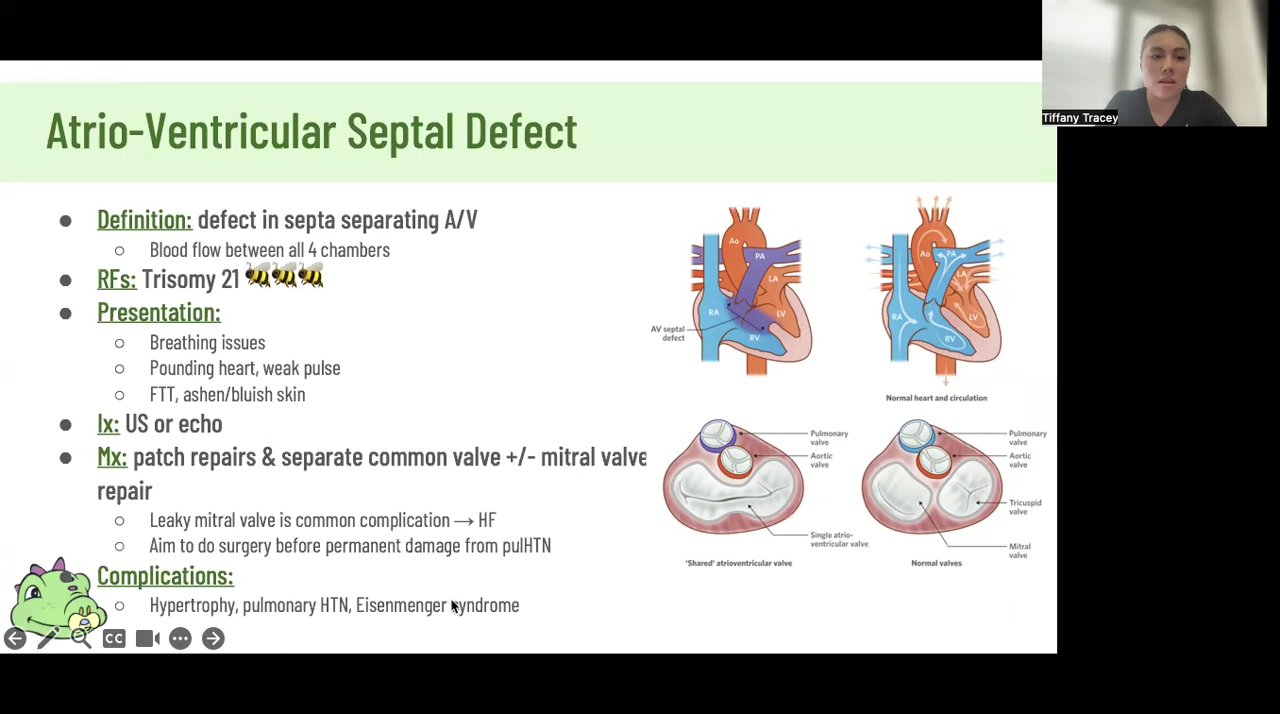 Tiffany Tracey
Atrio-Ventricular Septal Defect
Definition: defect in septa separating A/V
Blood flow between all 4 chambers
RFs: Trisomy 21
Presentation:
Breathing issues
Pounding heart, weak pulse
FTT, ashen/bluish skin
Ix: US or echo
Mx: patch repairs & separate common valve +/- mitral valve
repair
Leaky mitral valve is common complication → HF
Aim to do surgery before permanent damage from pulHTN
Complications:
Hypertrophy, pulmonary HTN, Eisenmenger syndrome
CC
Ao
PA
LA
RA
LV
RV
AV septal
defect
Ao
PA
LA
RA
LV
RV
Normal heart and circulation
Pulmonary
valve
Aortic
valve
Single atrio-
ventricular valve
'Shared' atrioventricular valve
Pulmonary
valve
Aortic
valve
Tricuspid
valve
Mitral
valve
Normal valves